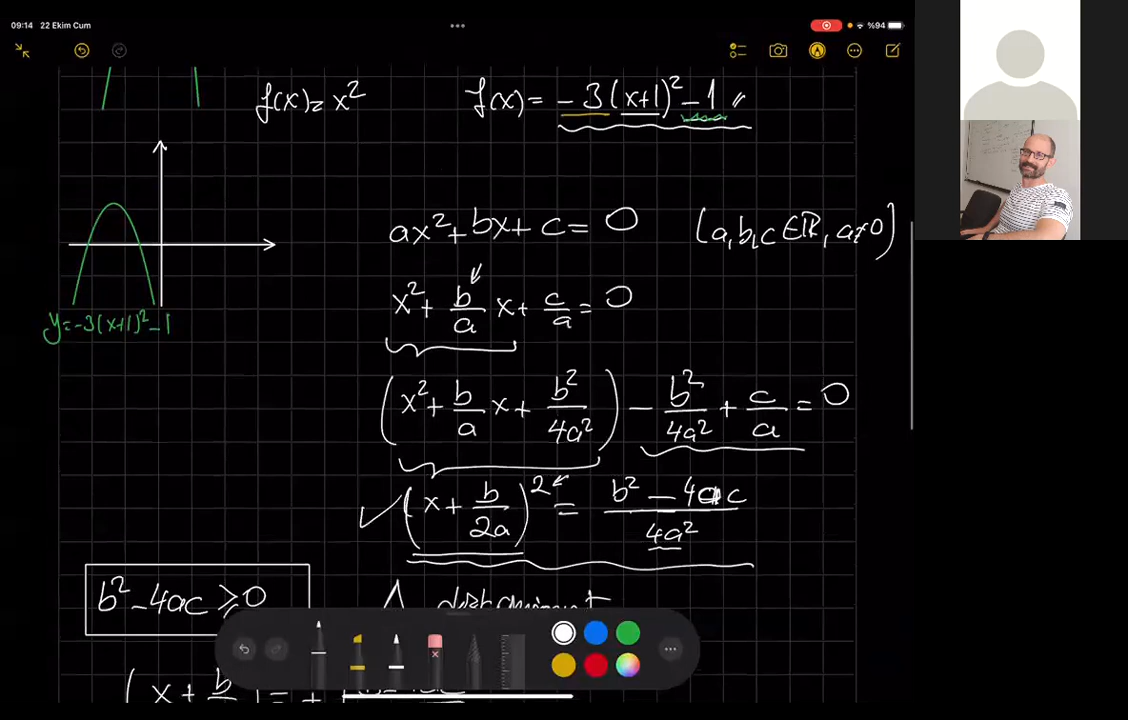 09:14 22 Ekim Cum
%94
f(x)= x²
f(x)= -3(x+1)²-1
ax²+bx+c=0 (a,b,c∈ℝ, a≠0)
x²+ b/a x+ c/a =0
y=-3(x+1)²-1
(x²+ b/a x+ b²/4a²) - b²/4a² + c/a =0
(x+ b/2a)² = b²-4ac / 4a²
b²-4ac ≥0